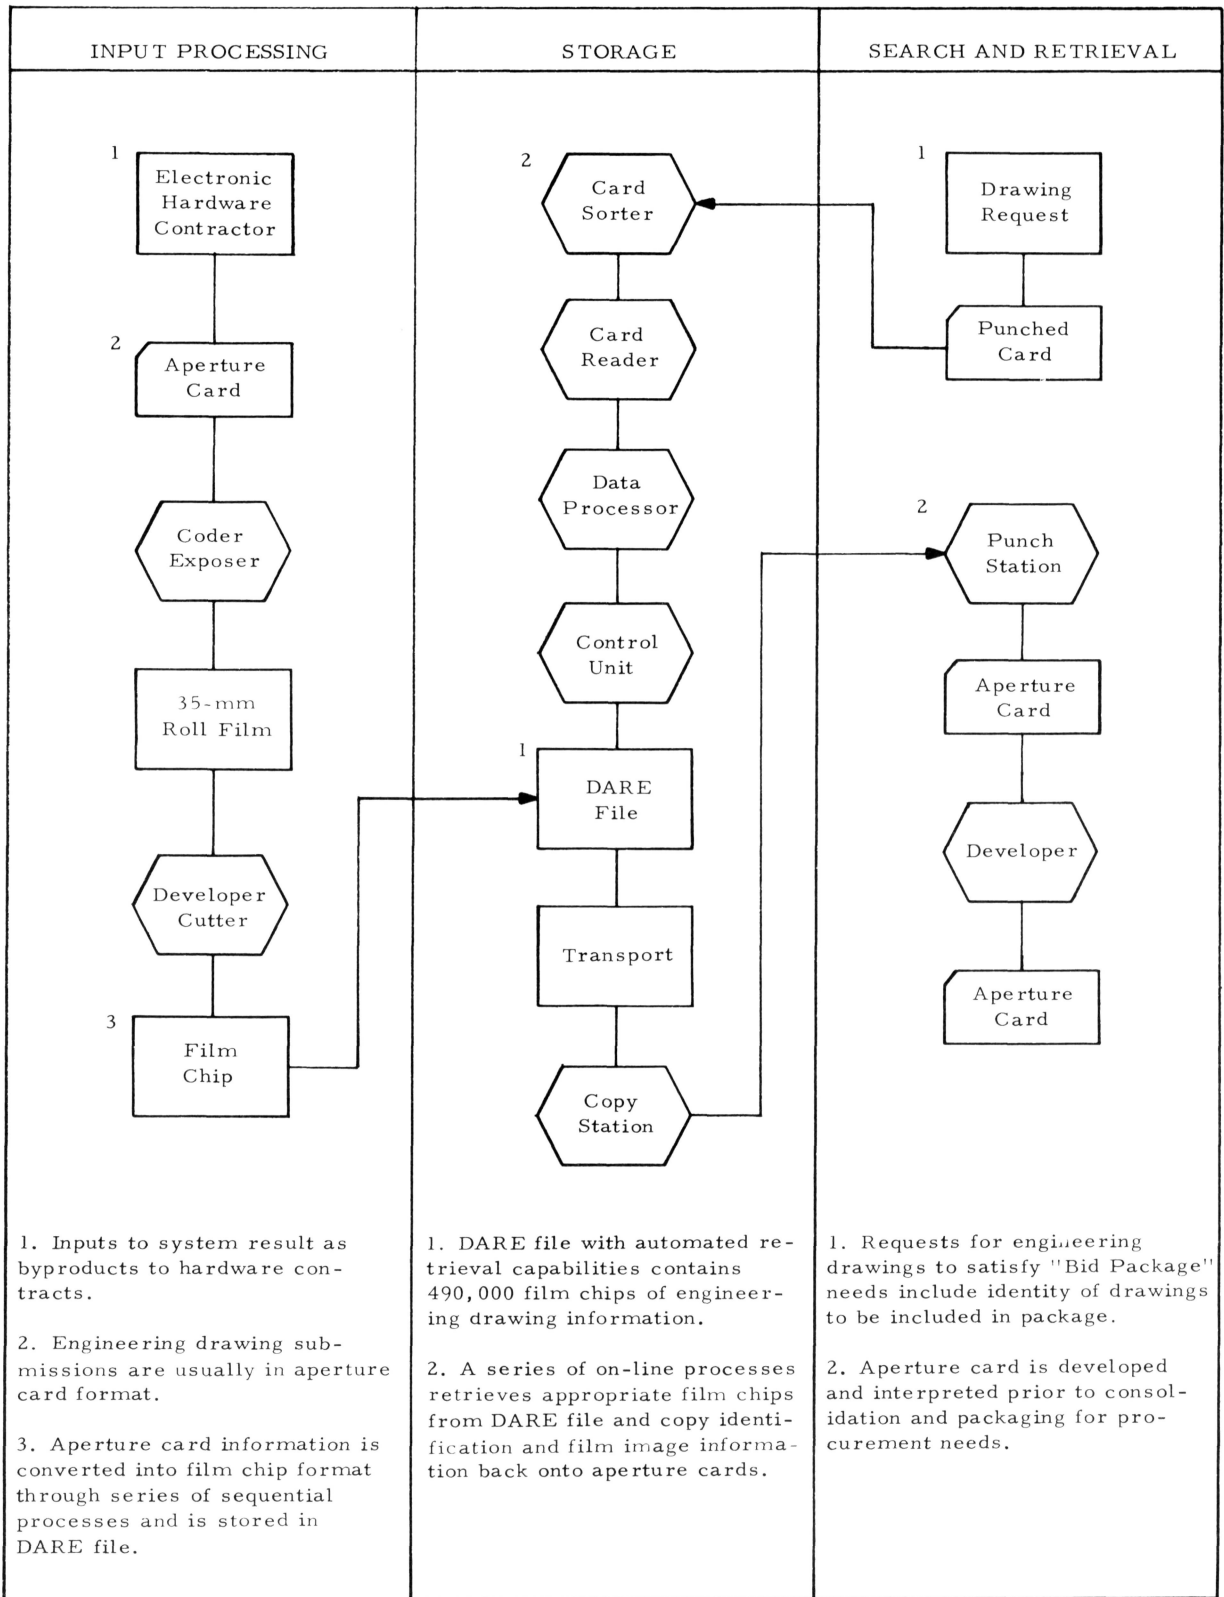 INPUT PROCESSING
STORAGE
SEARCH AND RETRIEVAL
1
Electronic
Hardware
Contractor
2
Aperture
Card
Coder
Exposer
35-mm
Roll Film
Developer
Cutter
3
Film
Chip
2
Card
Sorter
Card
Reader
Data
Processor
Control
Unit
1
DARE
File
Transport
Copy
Station
1
Drawing
Request
Punched
Card
2
Punch
Station
Aperture
Card
Developer
Aperture
Card
1. Inputs to system result as
byproducts to hardware con-
tracts.
2. Engineering drawing sub-
missions are usually in aperture
card format.
3. Aperture card information is
converted into film chip format
through series of sequential
processes and is stored in
DARE file.
1. DARE file with automated re-
trieval capabilities contains
490,000 film chips of engineer-
ing drawing information.
2. A series of on-line processes
retrieves appropriate film chips
from DARE file and copy identi-
fication and film image informa-
tion back onto aperture cards.
1. Requests for engineering
drawings to satisfy "Bid Package"
needs include identity of drawings
to be included in package.
2. Aperture card is developed
and interpreted prior to consol-
idation and packaging for pro-
curement needs.